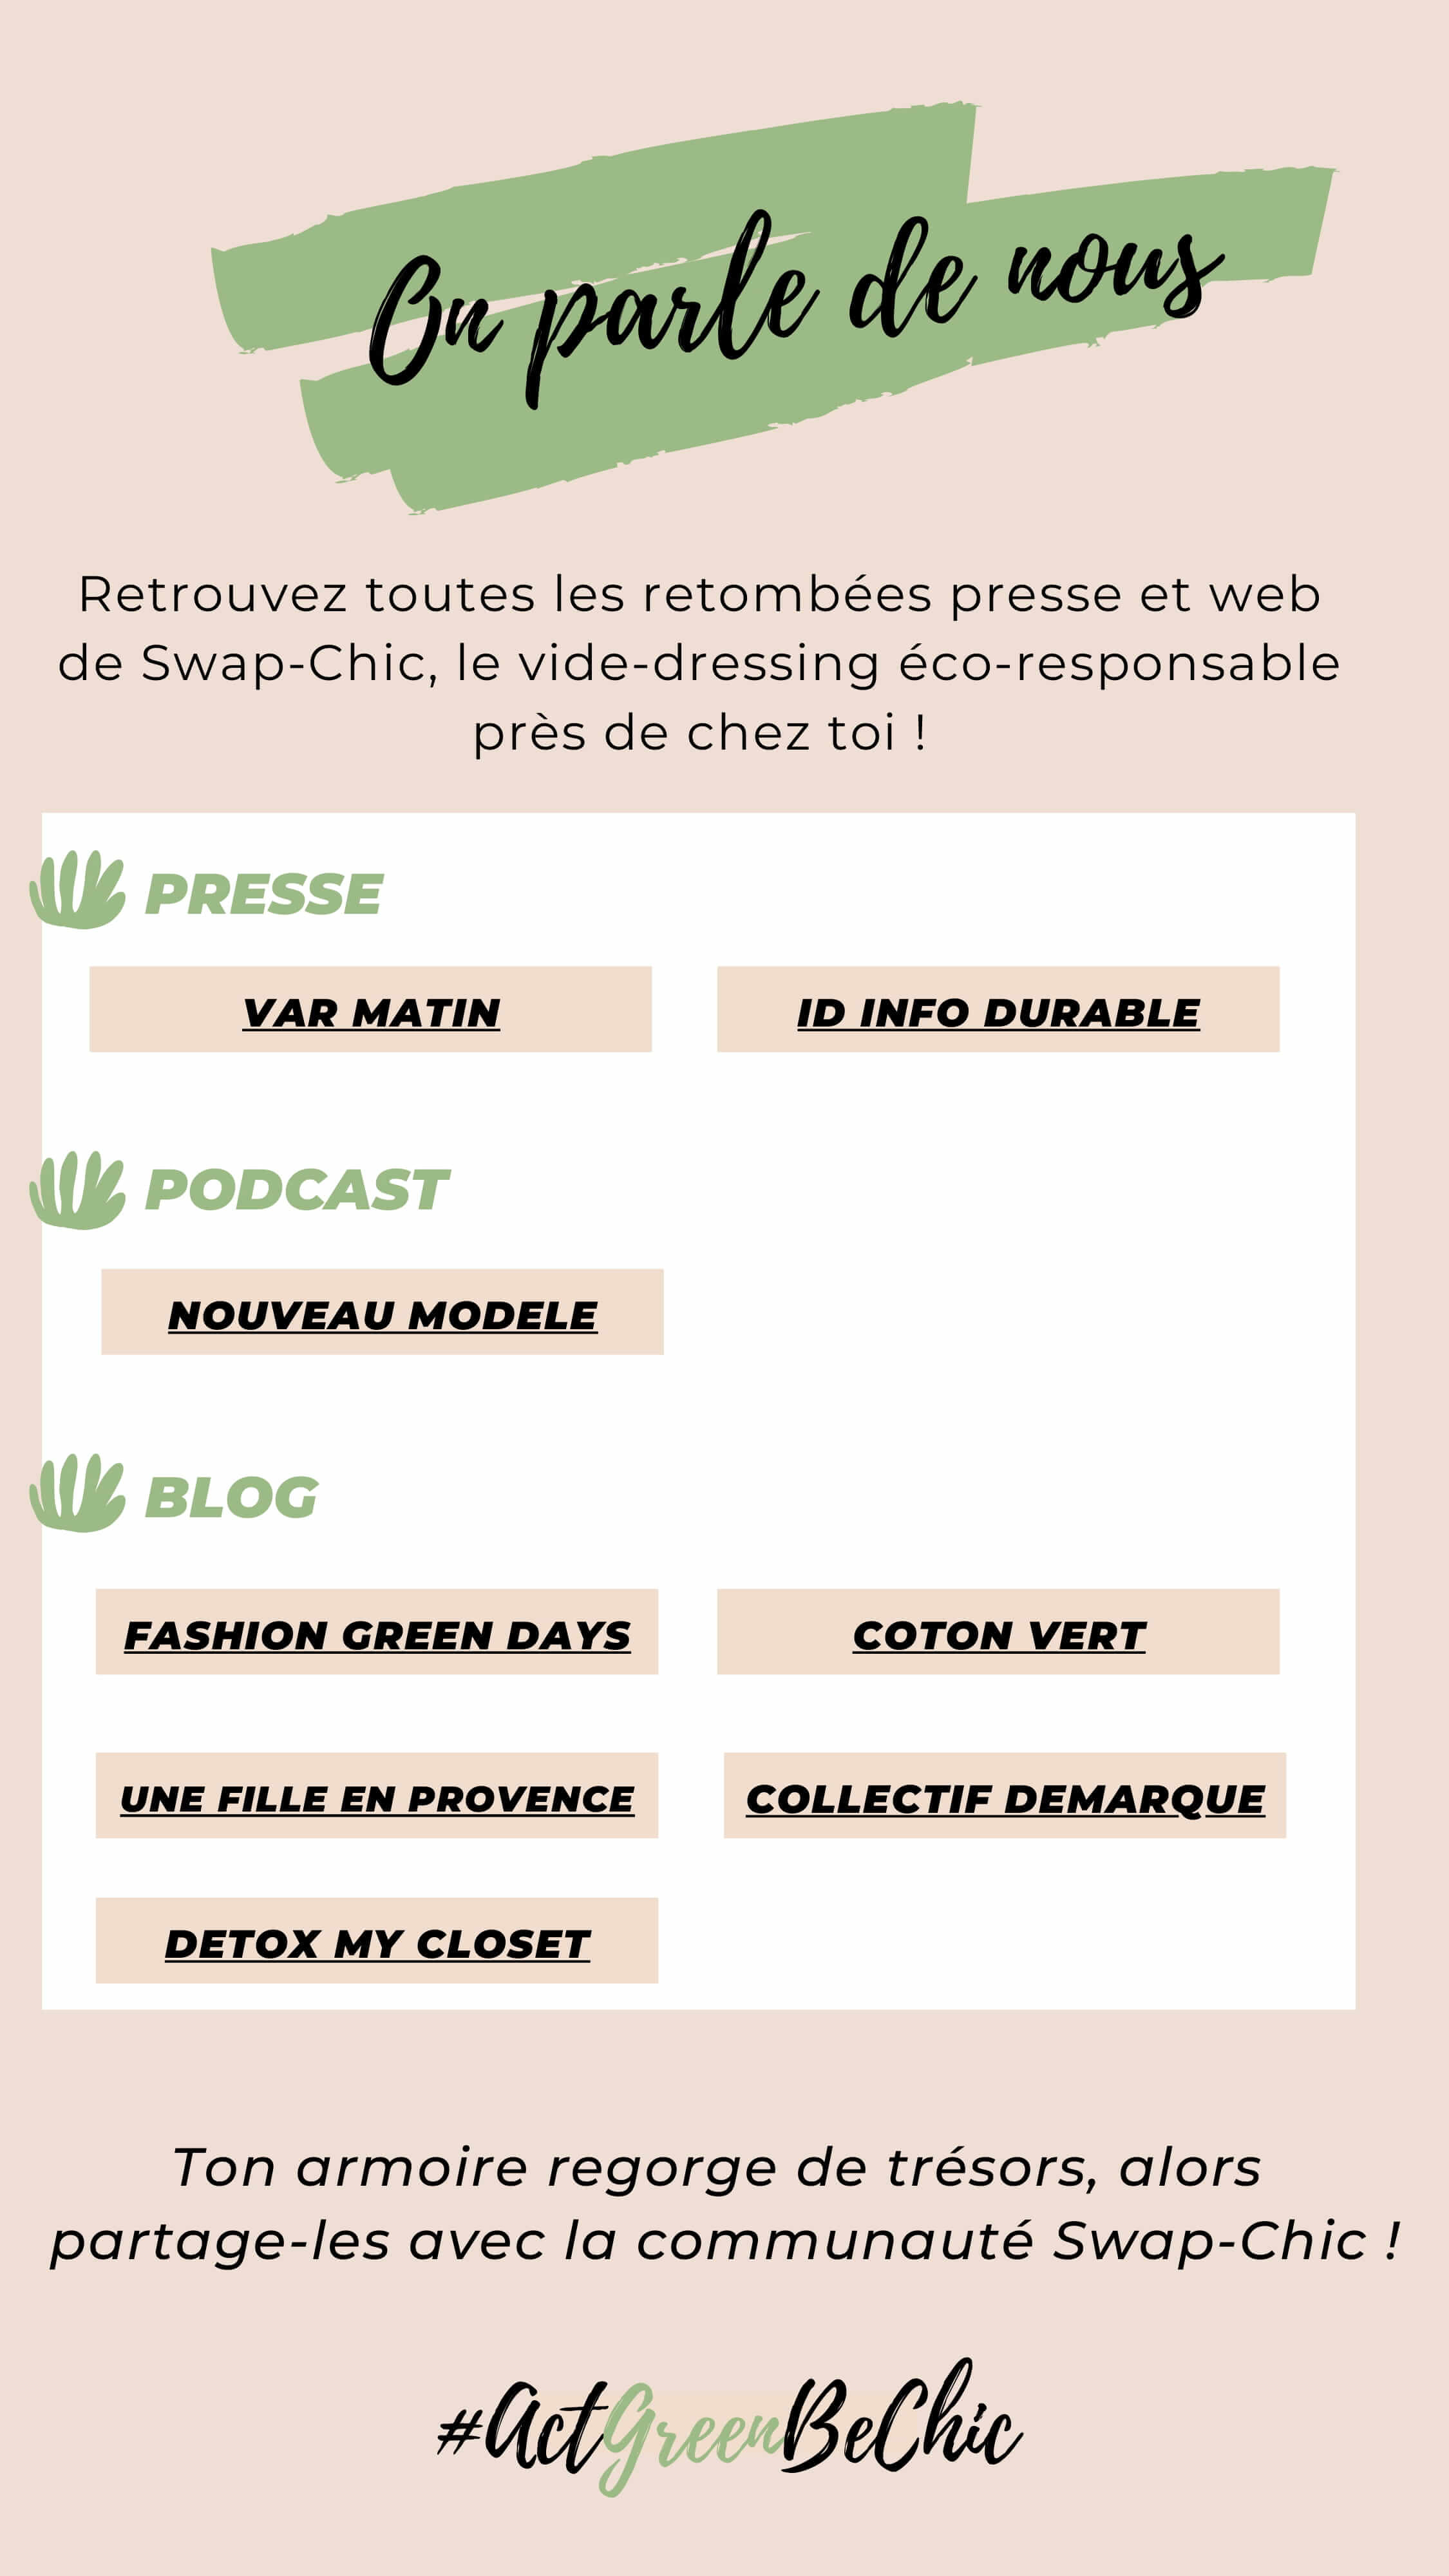 On parle de nous
Retrouvez toutes les retombées presse et web
de Swap-Chic, le vide-dressing éco-responsable
près de chez toi !
PRESSE
VAR MATIN
ID INFO DURABLE
PODCAST
NOUVEAU MODELE
BLOG
FASHION GREEN DAYS
COTON VERT
UNE FILLE EN PROVENCE
COLLECTIF DEMARQUE
DETOX MY CLOSET
Ton armoire regorge de trésors, alors
partage-les avec la communauté Swap-Chic !
#ActGreenBeChic